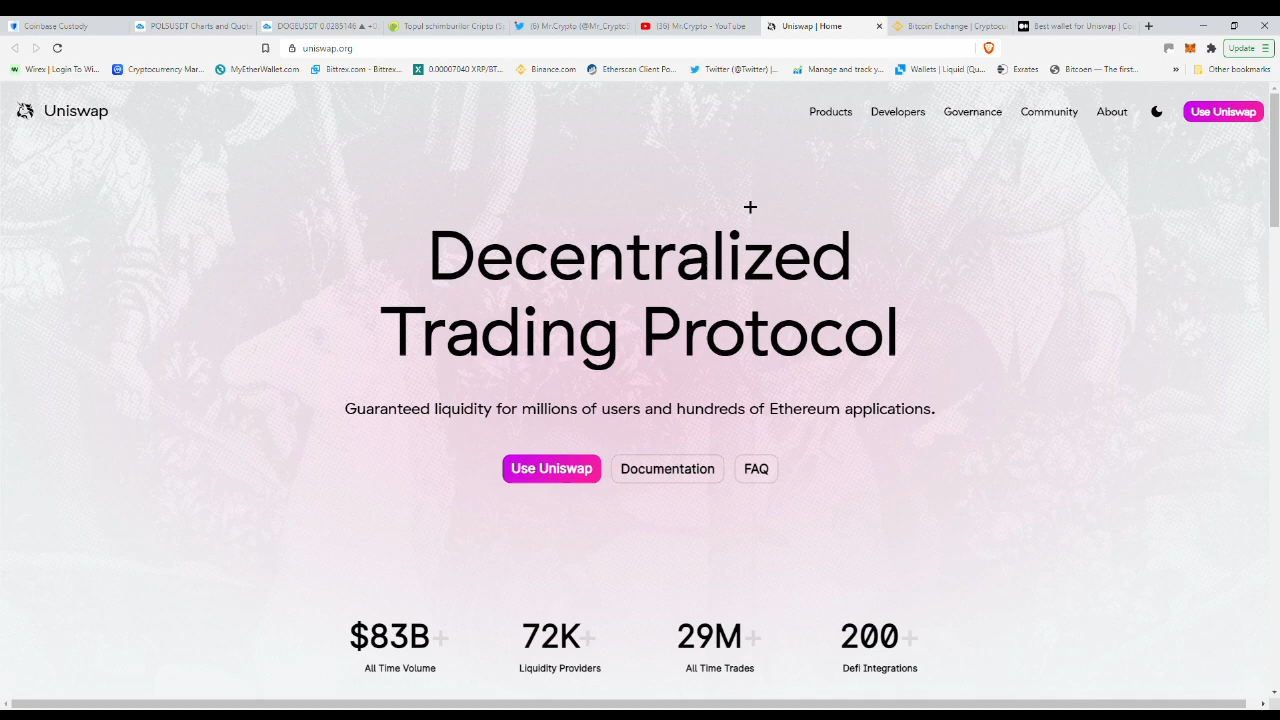 Coinbase Custody
POLSUSDT Charts and Quote
DOGEUSDT 0.0285146 ▲ +0
Topul schimburilor Cripto (S
(6) Mr.Crypto (@Mr_Crypto
(36) Mr.Crypto - YouTube
Uniswap | Home
Bitcoin Exchange | Cryptocu
Best wallet for Uniswap | Co
uniswap.org
Update
Wirex | Login To Wi...
Cryptocurrency Mar...
MyEtherWallet.com
Bittrex.com - Bittrex...
0.00007040 XRP/BT...
Binance.com
Etherscan Client Po...
Twitter (@Twitter) |...
Manage and track y...
Wallets | Liquid (Qu...
Exrates
Bitcoen — The first...
»
Other bookmarks
Uniswap
Products
Developers
Governance
Community
About
Use Uniswap
Decentralized
Trading Protocol
Guaranteed liquidity for millions of users and hundreds of Ethereum applications.
Use Uniswap
Documentation
FAQ
$83B+
72K+
29M+
200+
All Time Volume
Liquidity Providers
All Time Trades
Defi Integrations